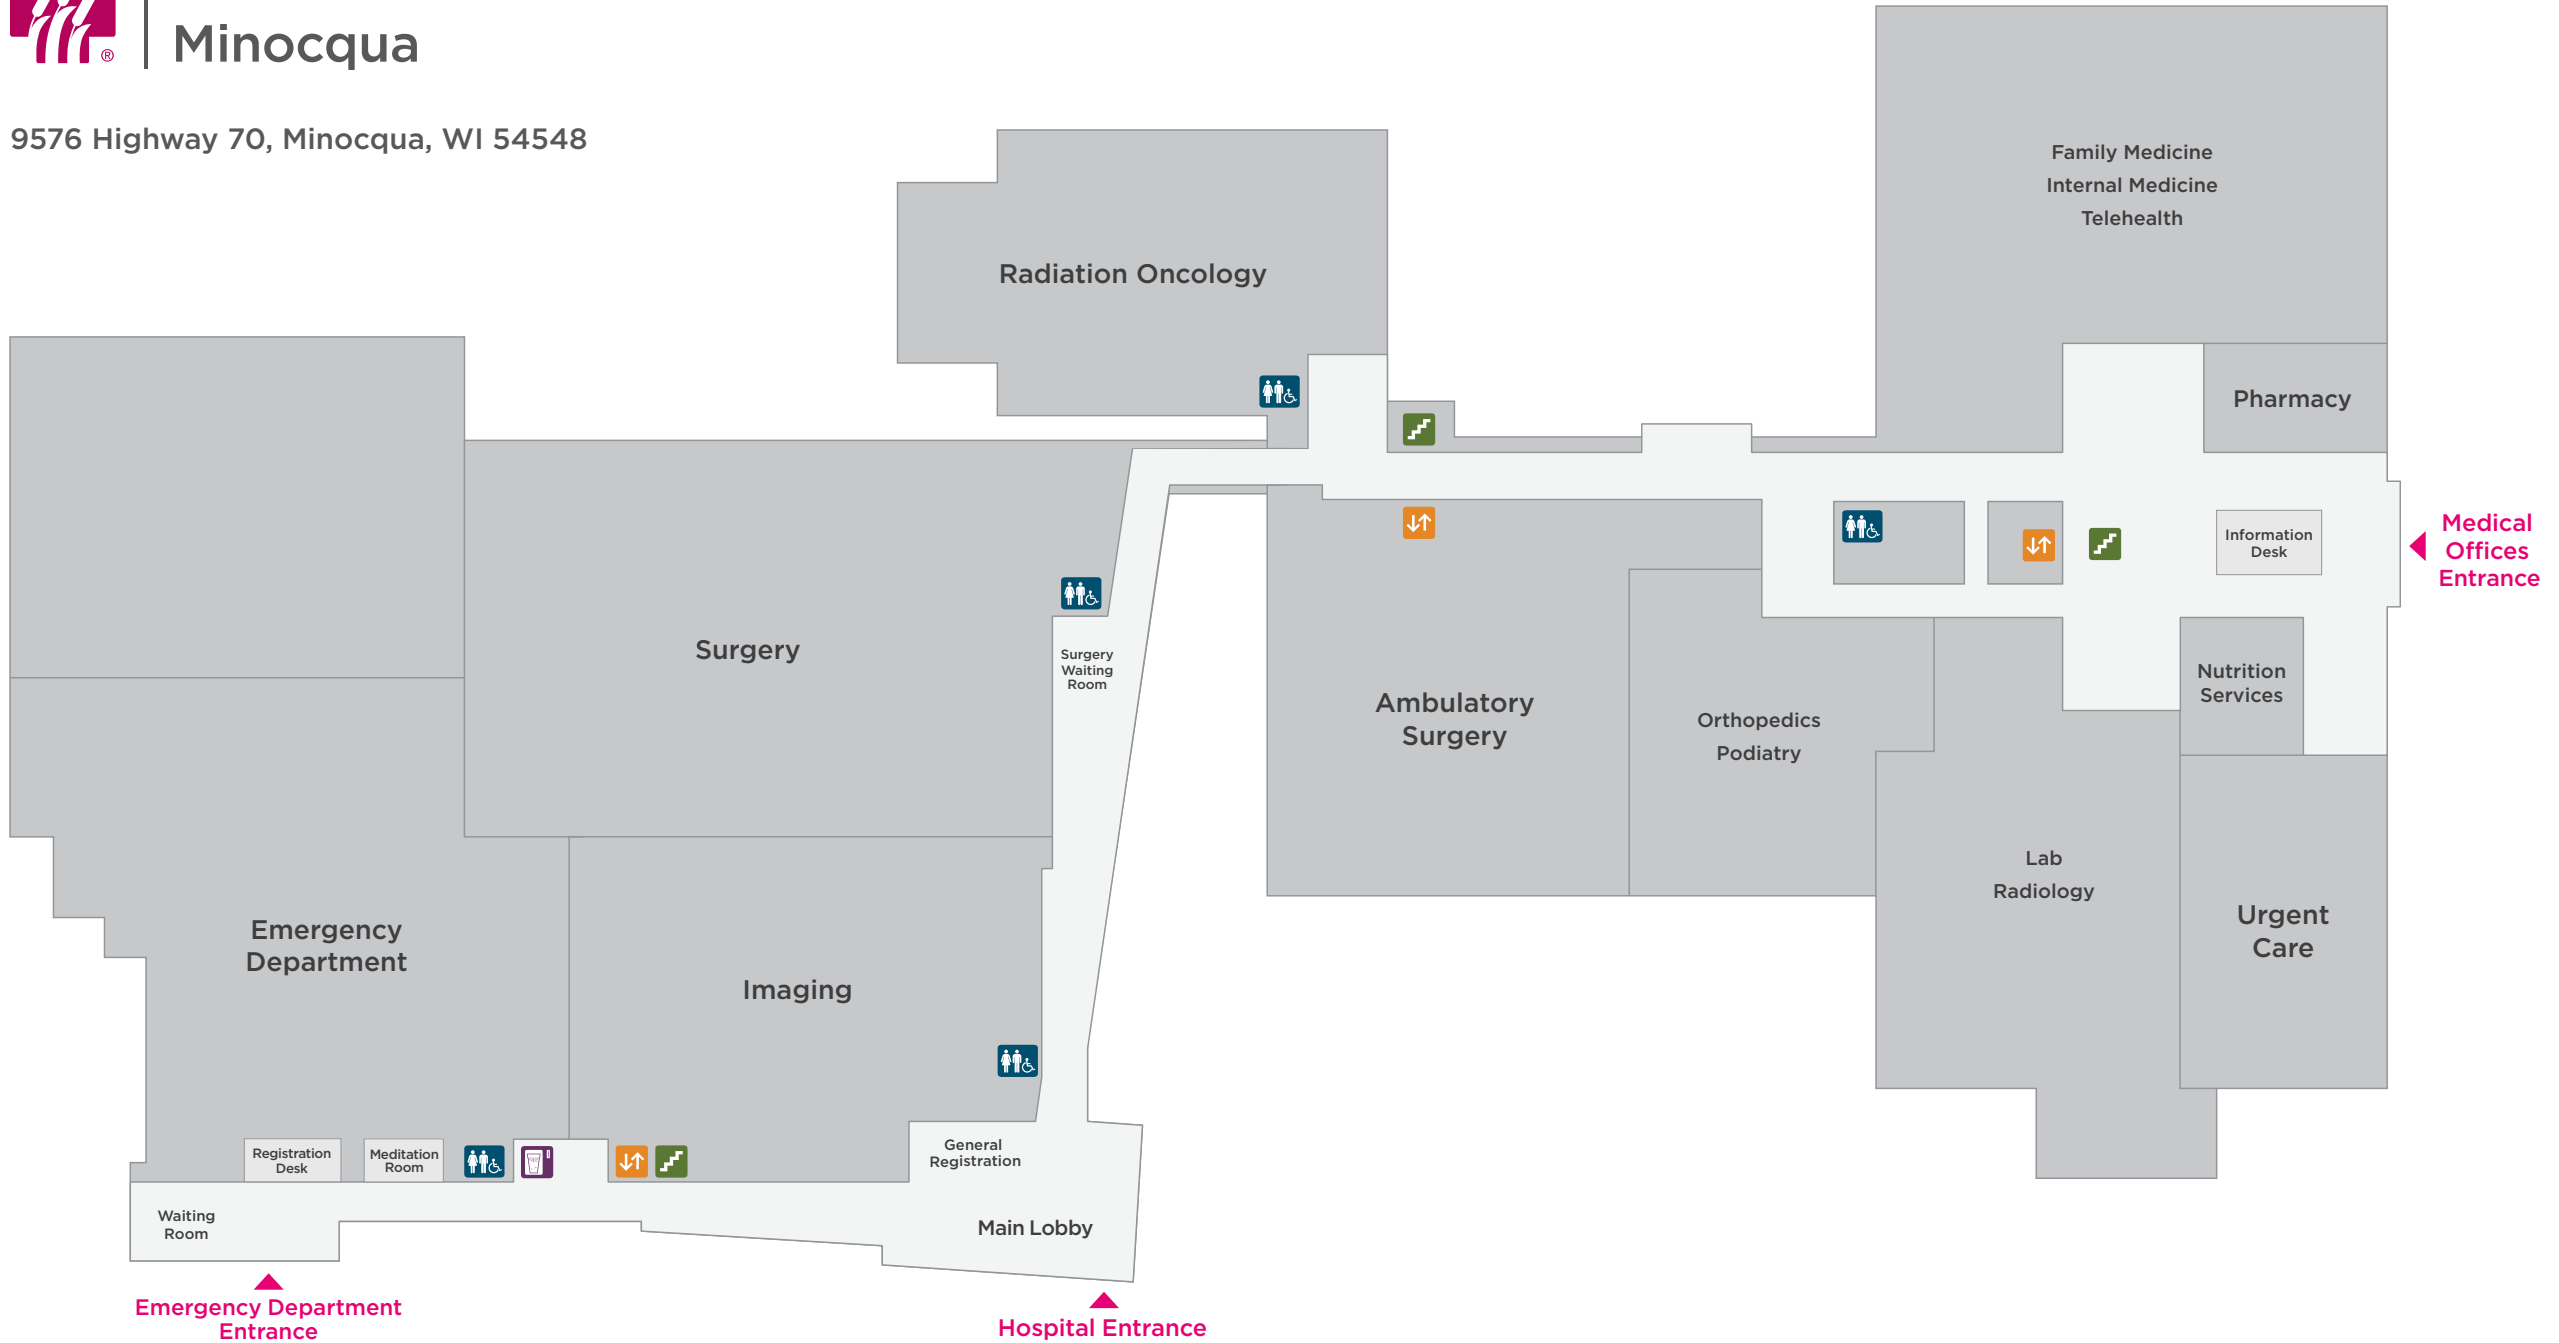 ®
Minocqua
9576 Highway 70, Minocqua, WI 54548
Family Medicine
Internal Medicine
Telehealth
Radiation Oncology
Pharmacy
Medical
Offices
Entrance
Information
Desk
Surgery
Surgery
Waiting
Room
Ambulatory
Surgery
Orthopedics
Podiatry
Nutrition
Services
Lab
Radiology
Urgent
Care
Emergency
Department
Imaging
Registration
Desk
Meditation
Room
General
Registration
Waiting
Room
Main Lobby
Emergency Department
Entrance
Hospital Entrance